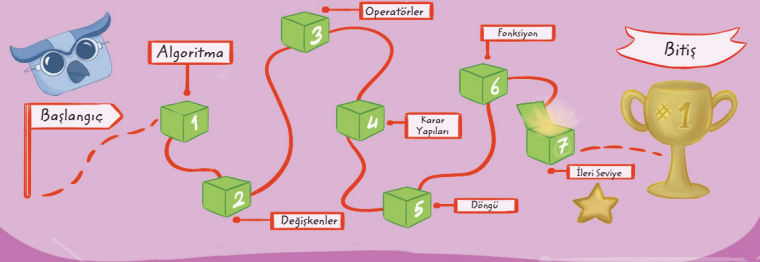 Başlangıç
Algoritma
1
2
Değişkenler
Operatörler
3
4
Karar
Yapıları
5
Döngü
Fonksiyon
6
7
İleri Seviye
Bitiş
#1